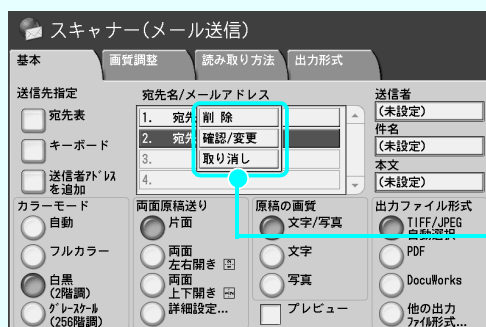 スキャナー(メール送信)
基本 画質調整 読み取り方法 出力形式
送信先指定
宛先表
キーボード
送信者ｱﾄﾞﾚｽ
を追加
宛先名/メールアドレス
1. 宛先
2. 宛先
3.
4.
削 除
確認/変更
取り消し
送信者
(未設定)
件名
(未設定)
本文
(未設定)
カラーモード
自動
フルカラー
白黒
(2階調)
ｸﾞﾚｰｽｹｰﾙ
(256階調)
両面原稿送り
片面
両面
左右開き
両面
上下開き
詳細設定...
原稿の画質
文字/写真
文字
写真
プレビュー
出力ファイル形式
TIFF/JPEG
自動選択
PDF
DocuWorks
他の出力
ﾌｧｲﾙ形式...